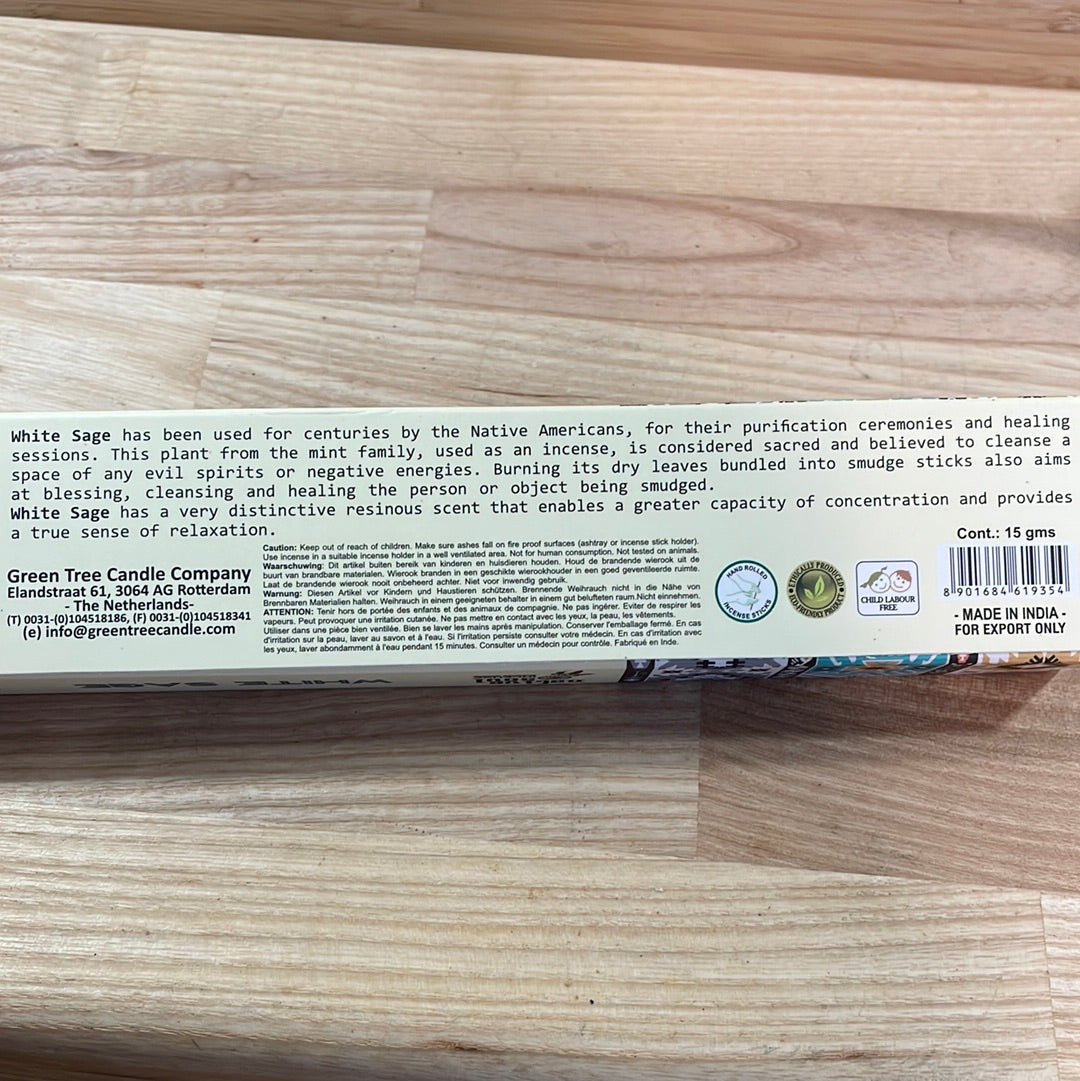 White Sage has been used for centuries by the Native Americans, for their purification ceremonies and healing
sessions. This plant from the mint family, used as an incense, is considered sacred and believed to cleanse a
space of any evil spirits or negative energies. Burning its dry leaves bundled into smudge sticks also aims
at blessing, cleansing and healing the person or object being smudged.
White Sage has a very distinctive resinous scent that enables a greater capacity of concentration and provides
a true sense of relaxation.
Green Tree Candle Company
Elandstraat 61, 3064 AG Rotterdam
- The Netherlands-
(T) 0031-(0)104518186, (F) 0031-(0)104518341
(e) info@greentreecandle.com
Caution: Keep out of reach of children. Make sure ashes fall on fire proof surfaces (ashtray or incense stick holder).
Use incense in a suitable incense holder in a well ventilated area. Not for human consumption. Not tested on animals.
Waarschuwing: Dit artikel buiten bereik van kinderen en huisdieren houden. Houd de brandende wierook uit de
buurt van brandbare materialen. Wierook branden in een geschikte wierookhouder in een goed geventileerde ruimte.
Laat de brandende wierook nooit onbeheerd achter. Niet voor inwendig gebruik.
Warnung: Diesen Artikel vor Kindern und Haustieren schützen. Brennende Weihrauch nicht in die Nähe von
Brennbaren Materialien halten. Weihrauch in einem geeigneten behalter in einem gut belufteten raum.Nicht einnehmen.
ATTENTION: Tenir hors de portée des enfants et des animaux de compagnie. Ne pas ingérer. Eviter de respirer les
vapeurs. Peut provoquer une irritation cutanée. Ne pas mettre en contact avec les yeux, la peau, les vêtements.
Utiliser dans une pièce bien ventilée. Bien se laver les mains après manipulation. Conserver l'emballage fermé. En cas
d'irritation sur la peau, laver au savon et à l'eau. Si l'irritation persiste consulter votre médecin. En cas d'irritation avec
les yeux, laver abondamment à l'eau pendant 15 minutes. Consulter un médecin pour contrôle. Fabriqué en Inde.
HAND ROLLED
INCENSE STICKS
ETHICALLY PRODUCED
ECO FRIENDLY PRODUCT
CHILD LABOUR
FREE
Cont.: 15 gms
8 901684 619354
- MADE IN INDIA -
FOR EXPORT ONLY
WHITE SAGE